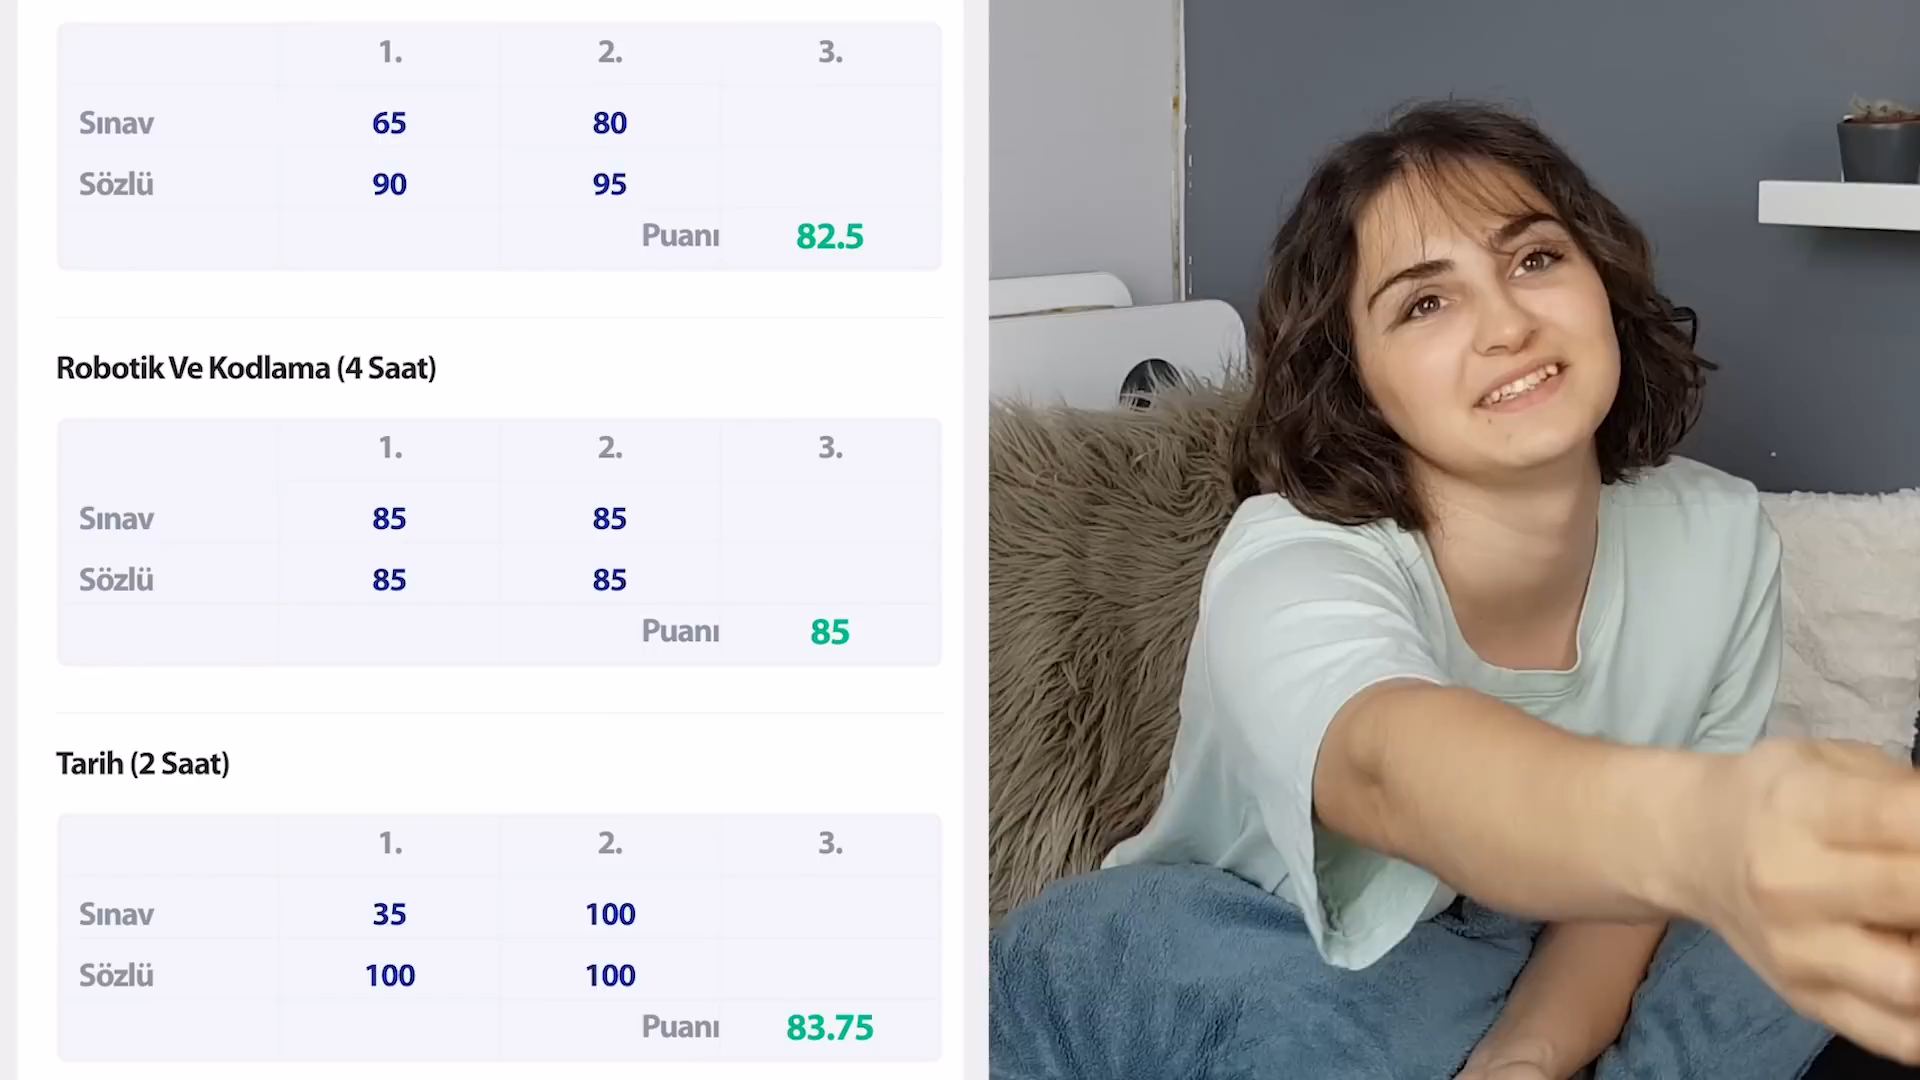 1. 2. 3.
Sınav 65 80
Sözlü 90 95
Puanı 82.5
Robotik Ve Kodlama (4 Saat)
1. 2. 3.
Sınav 85 85
Sözlü 85 85
Puanı 85
Tarih (2 Saat)
1. 2. 3.
Sınav 35 100
Sözlü 100 100
Puanı 83.75